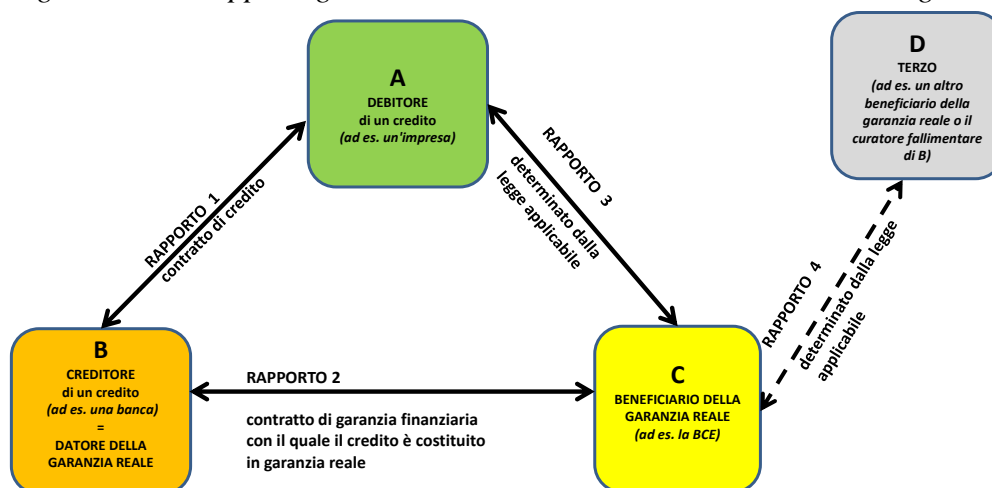 A
DEBITORE
di un credito
(ad es. un'impresa)
D
TERZO
(ad es. un altro
beneficiario della
garanzia reale o il
curatore fallimentare
di B)
RAPPORTO 1
contratto di credito
RAPPORTO 3
determinato dalla
legge applicabile
RAPPORTO 4
determinato dalla legge
applicabile
B
CREDITORE
di un credito
(ad es. una banca)
=
DATORE DELLA
GARANZIA REALE
RAPPORTO 2
contratto di garanzia finanziaria
con il quale il credito è costituito
in garanzia reale
C
BENEFICIARIO DELLA
GARANZIA REALE
(ad es. la BCE)